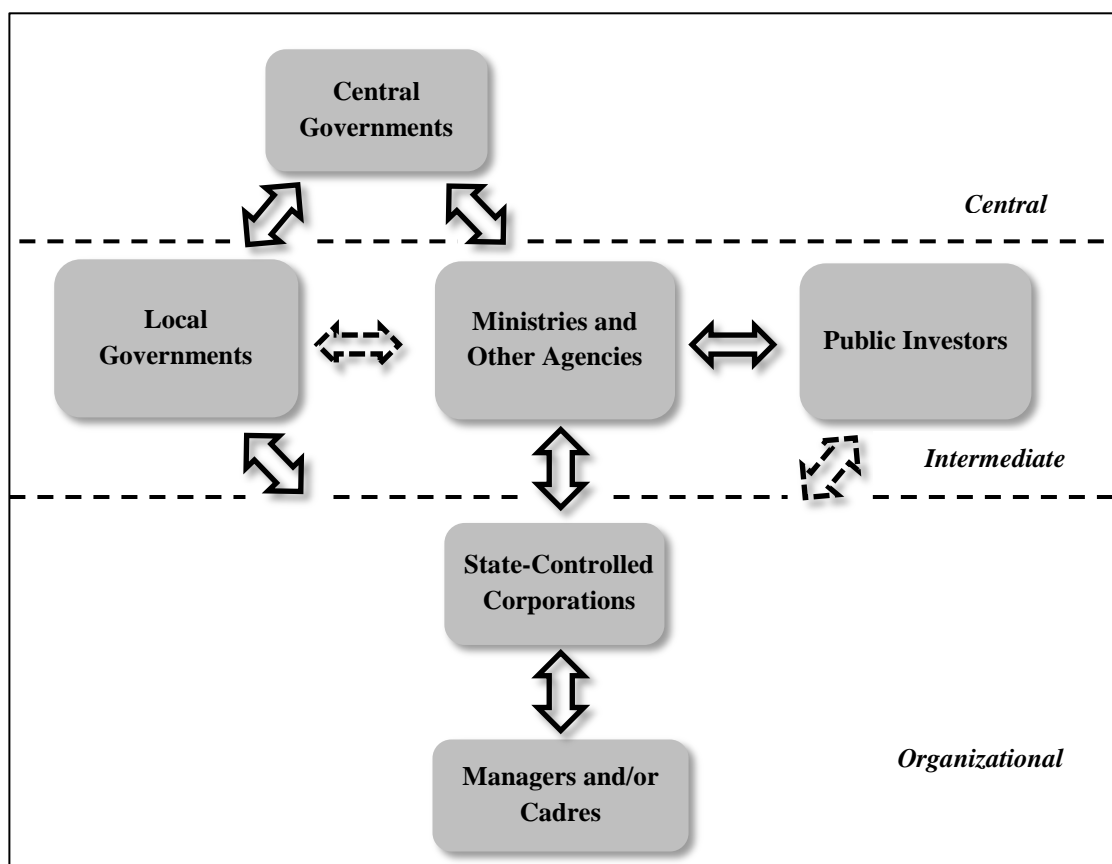 Central
Governments
Central
Local
Governments
Ministries and
Other Agencies
Public Investors
Intermediate
State-Controlled
Corporations
Managers and/or
Cadres
Organizational